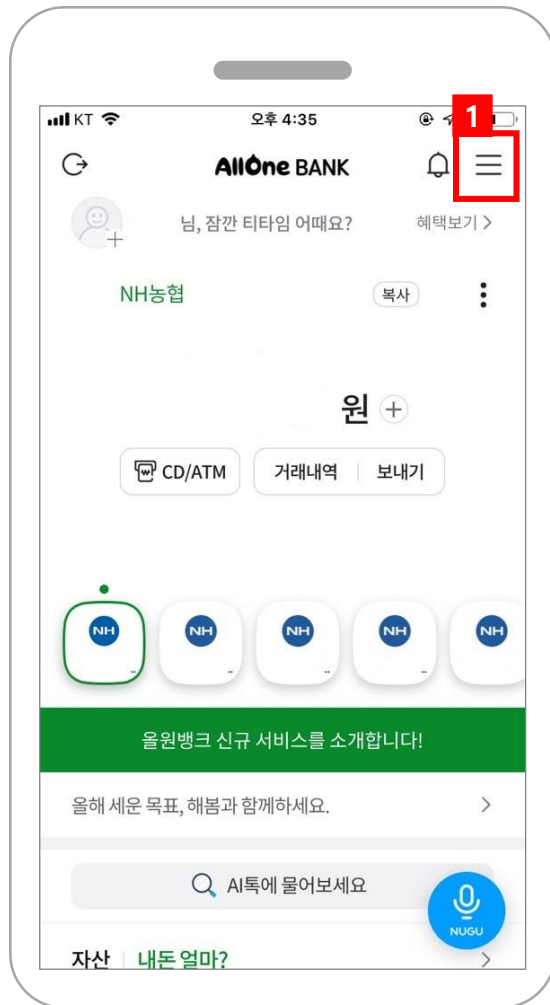 KT 오후 4:35
1
AllOne BANK
님, 잠깐 티타임 어때요? 혜택보기 >
NH농협 복사
원 +
CD/ATM 거래내역 보내기
NH NH NH NH NH
올원뱅크 신규 서비스를 소개합니다!
올해 세운 목표, 해봄과 함께하세요. >
AI톡에 물어보세요
NUGU
자산 내돈 얼마? >